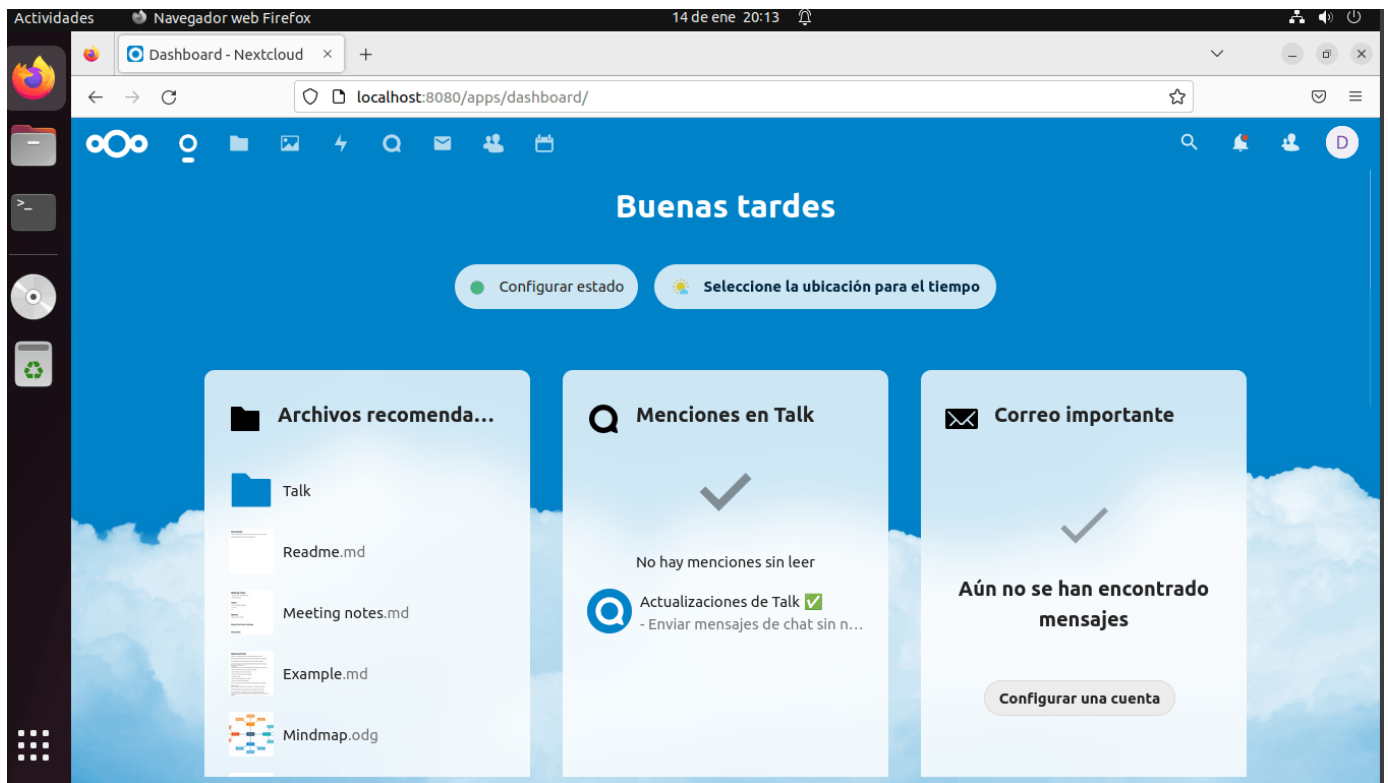 Actividades
Navegador web Firefox
14 de ene 20:13
Dashboard - Nextcloud
localhost:8080/apps/dashboard/
D
Buenas tardes
Configurar estado
Seleccione la ubicación para el tiempo
Archivos recomenda...
Talk
Readme.md
Meeting notes.md
Example.md
Mindmap.odg
Menciones en Talk
No hay menciones sin leer
Actualizaciones de Talk ✅
- Enviar mensajes de chat sin n...
Correo importante
Aún no se han encontrado
mensajes
Configurar una cuenta